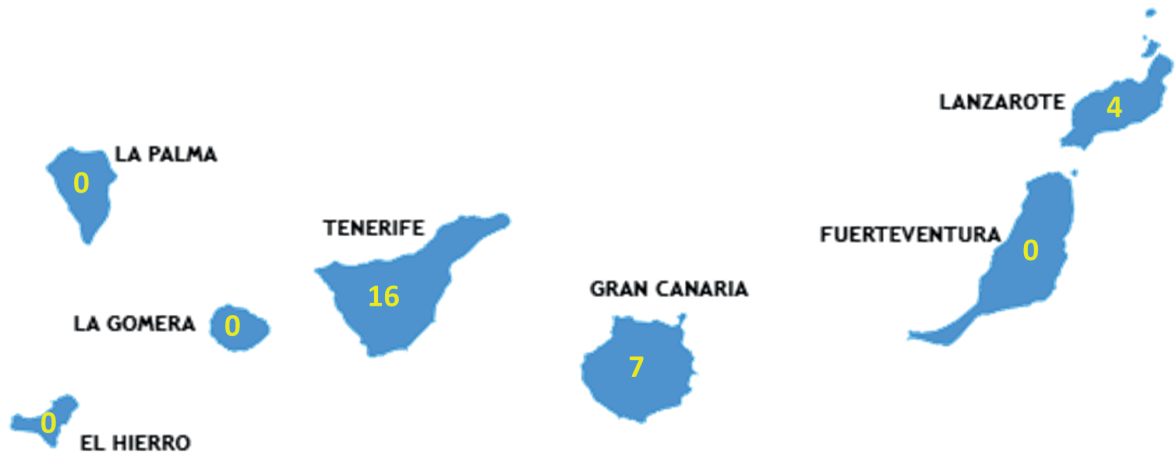 LANZAROTE
4
LA PALMA
0
TENERIFE
FUERTEVENTURA
0
GRAN CANARIA
16
LA GOMERA
0
7
0
EL HIERRO